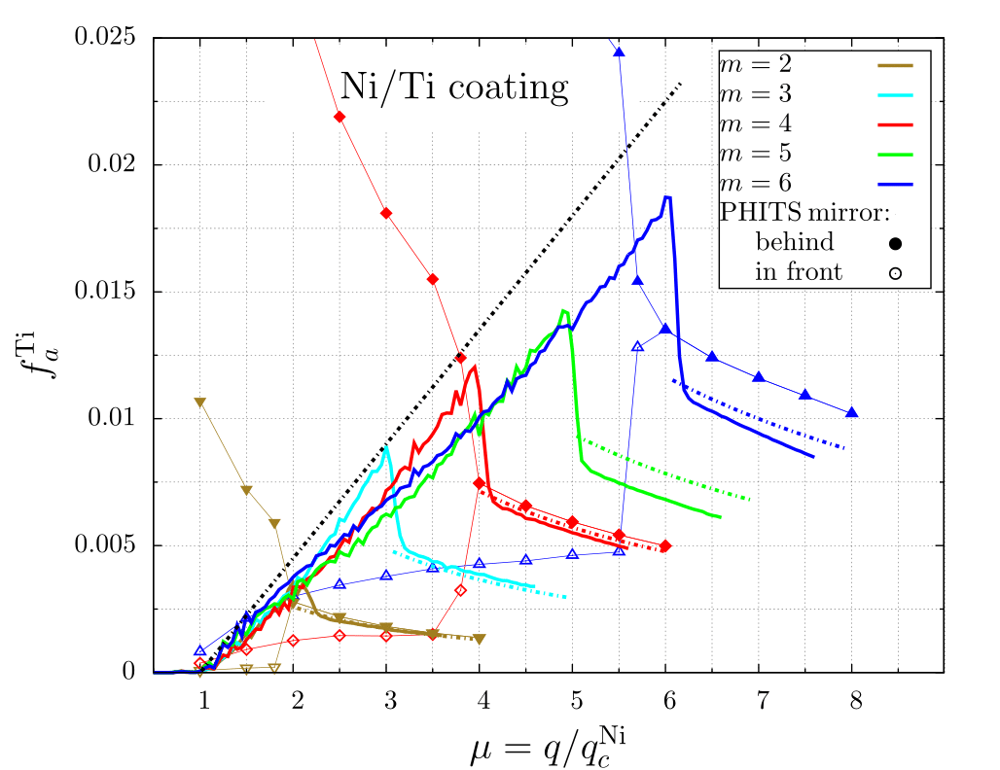 0.025
0.02
0.015
0.01
0.005
0
f_a^Ti
Ni/Ti coating
m = 2
m = 3
m = 4
m = 5
m = 6
PHITS mirror:
behind
in front
1 2 3 4 5 6 7 8
μ = q/q_c^Ni